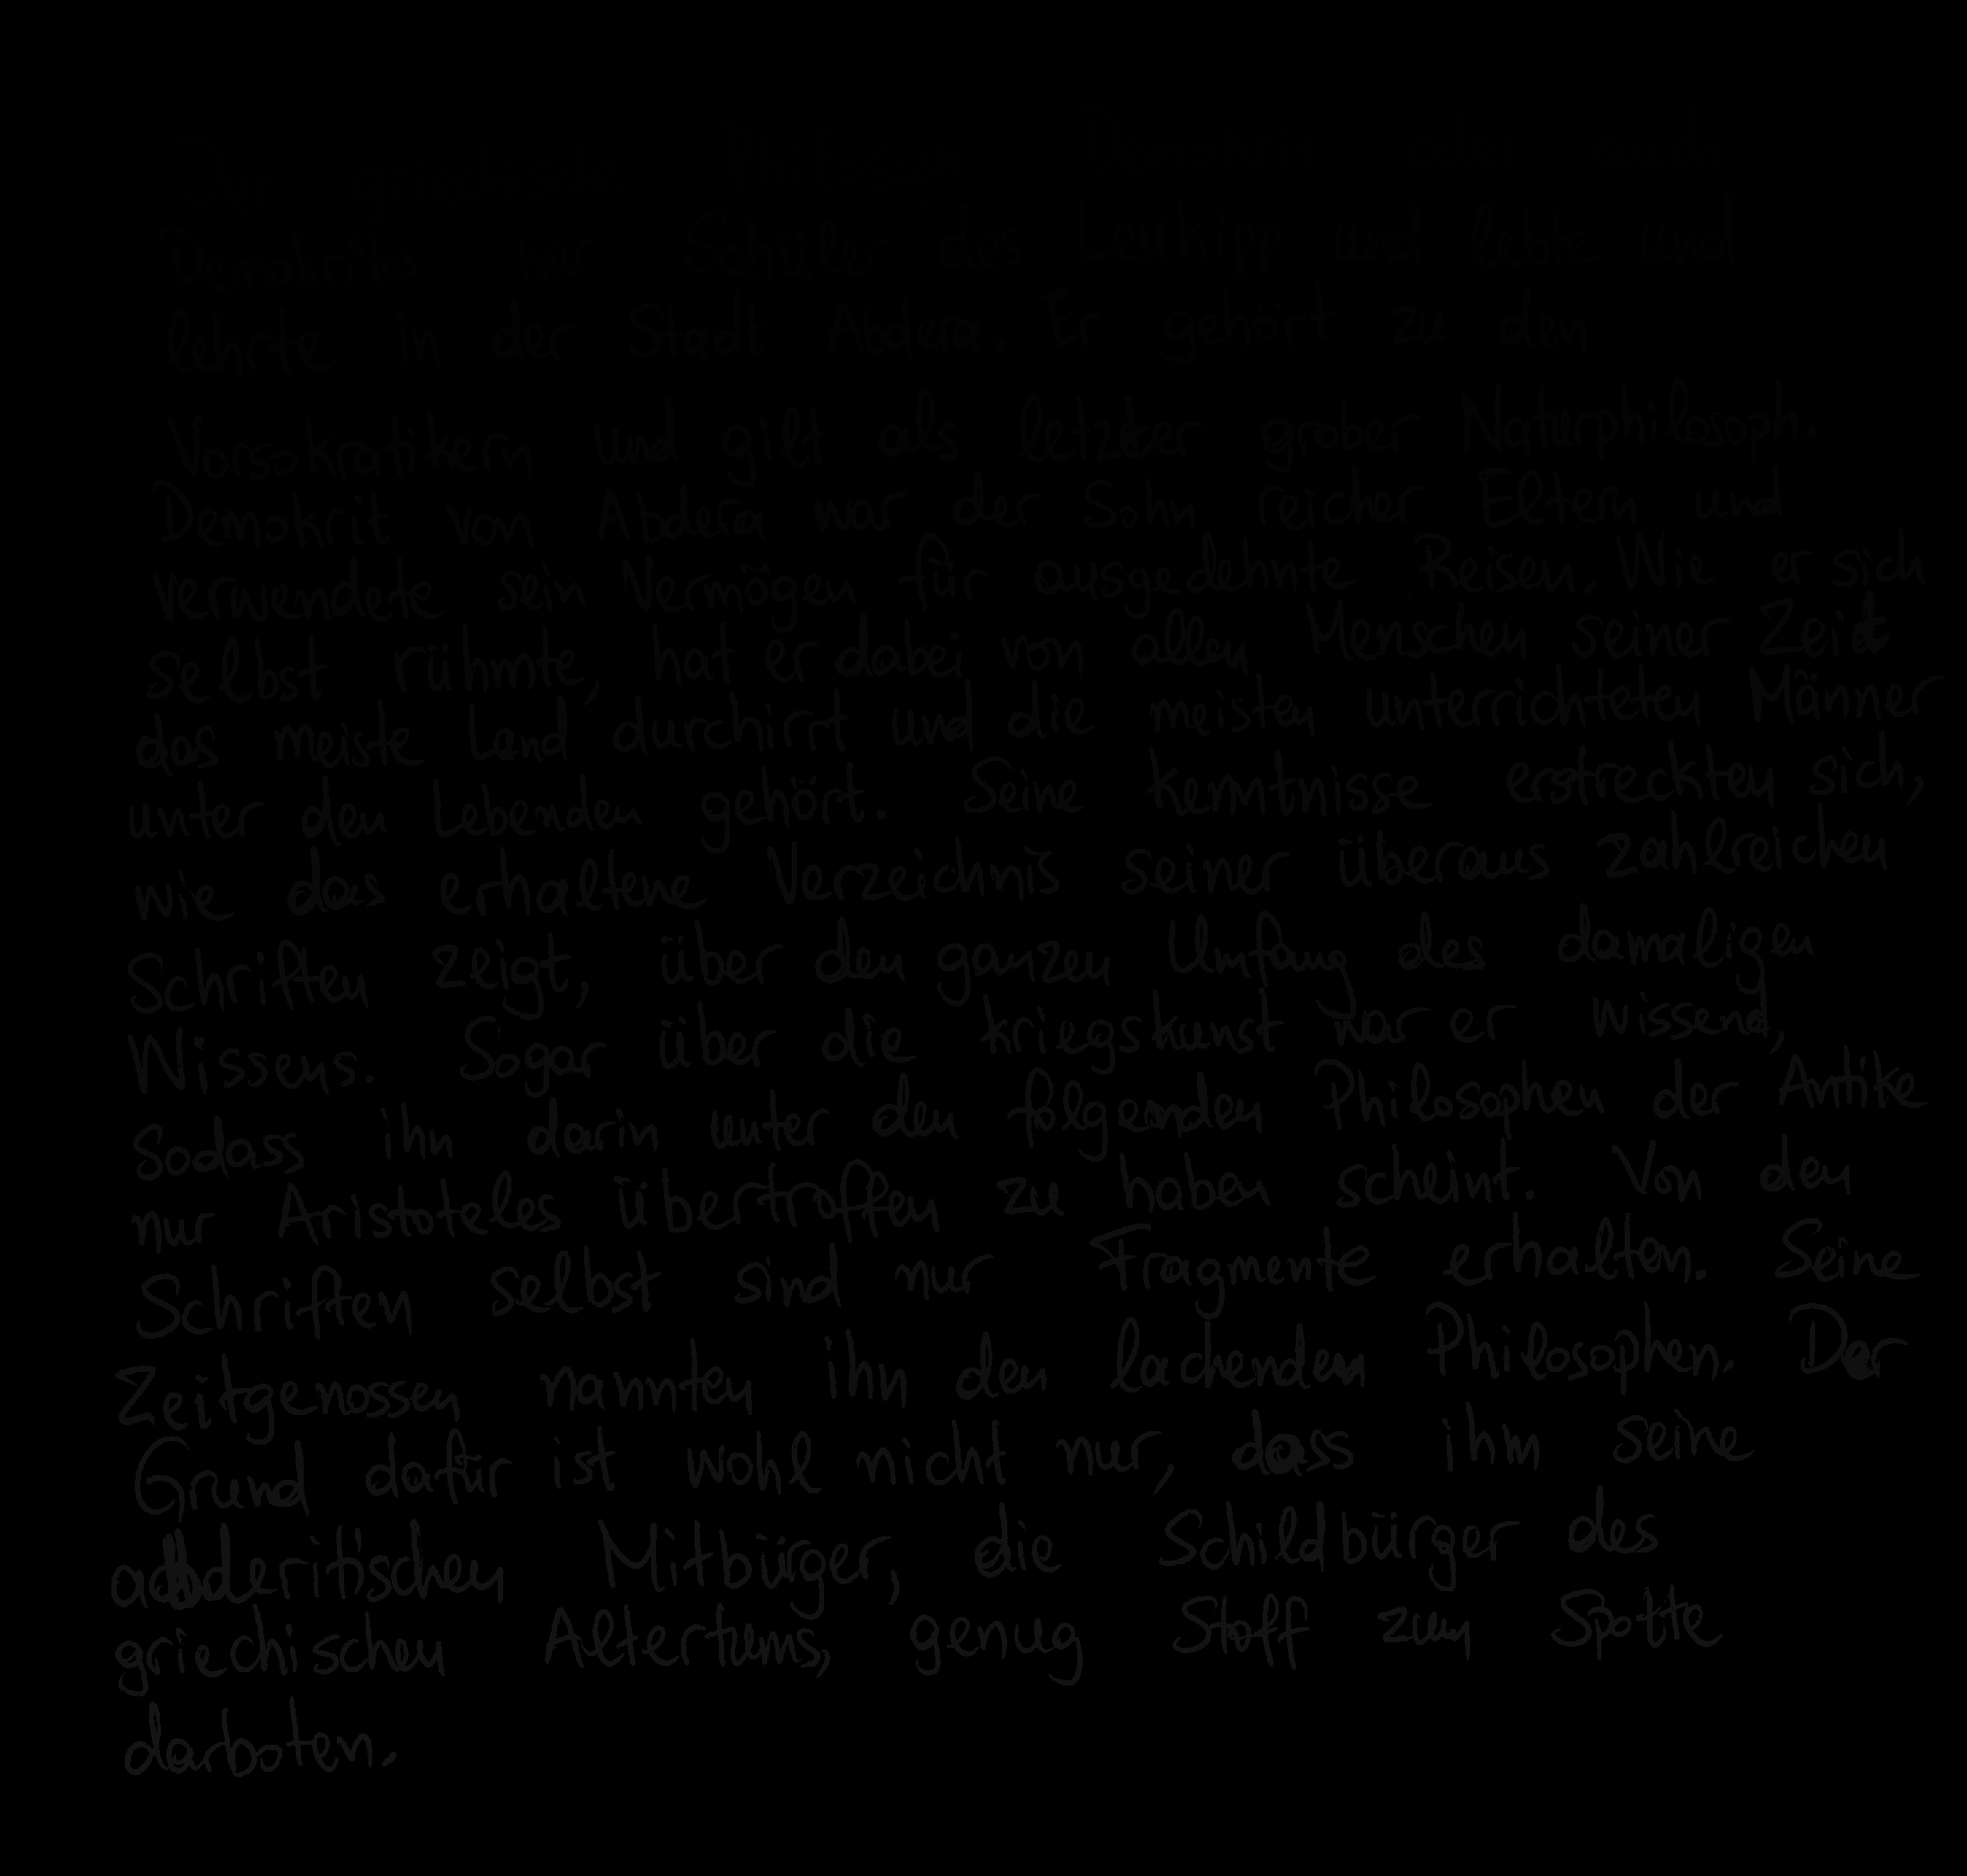 Der griechische Philosoph Demokrit oder auch
Demokritos war Schüler des Leukipp und lebte und
lehrte in der Stadt Abdera. Er gehört zu den
Vorsokratikern und gilt als letzter großer Naturphilosoph.
Demokrit von Abdera war der Sohn reicher Eltern und
verwendete sein Vermögen für ausgedehnte Reisen. Wie er sich
selbst rühmte, hat er dabei von allen Menschen seiner Zeit
das meiste Land durchirrt und die meisten unterrichteten Männer
unter den Lebenden gehört. Seine Kenntnisse erstreckten sich,
wie das erhaltene Verzeichnis seiner überaus zahlreichen
Schriften zeigt, über den ganzen Umfang des damaligen
Wissens. Sogar über die Kriegskunst war er wissend,
sodass ihn darin unter den folgenden Philosophen der Antike
nur Aristoteles übertroffen zu haben scheint. Von den
Schriften selbst sind nur Fragmente erhalten. Seine
Zeitgenossen nannten ihn den lachenden Philosophen. Der
Grund dafür ist wohl nicht nur, dass ihm seine
abderitischen Mitbürger, die Schildbürger des
griechischen Altertums, genug Stoff zum Spotte
darboten.